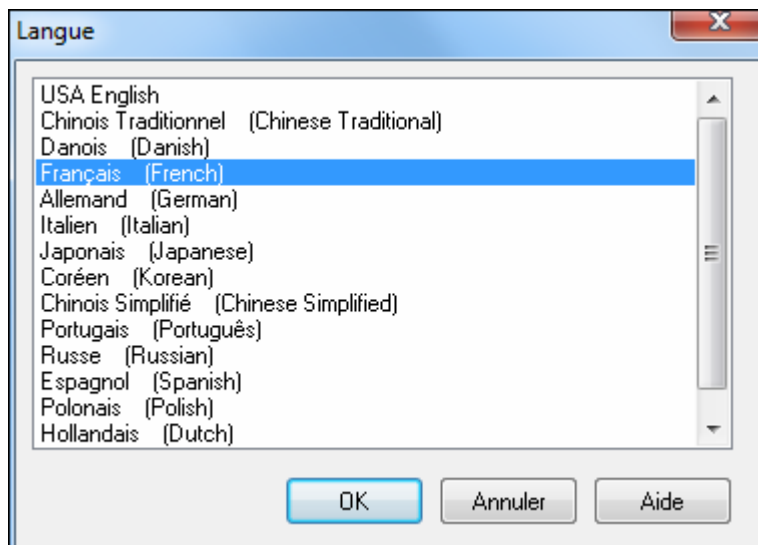 Langue
USA English
Chinois Traditionnel (Chinese Traditional)
Danois (Danish)
Français (French)
Allemand (German)
Italien (Italian)
Japonais (Japanese)
Coréen (Korean)
Chinois Simplifié (Chinese Simplified)
Portugais (Português)
Russe (Russian)
Espagnol (Spanish)
Polonais (Polish)
Hollandais (Dutch)
OK Annuler Aide